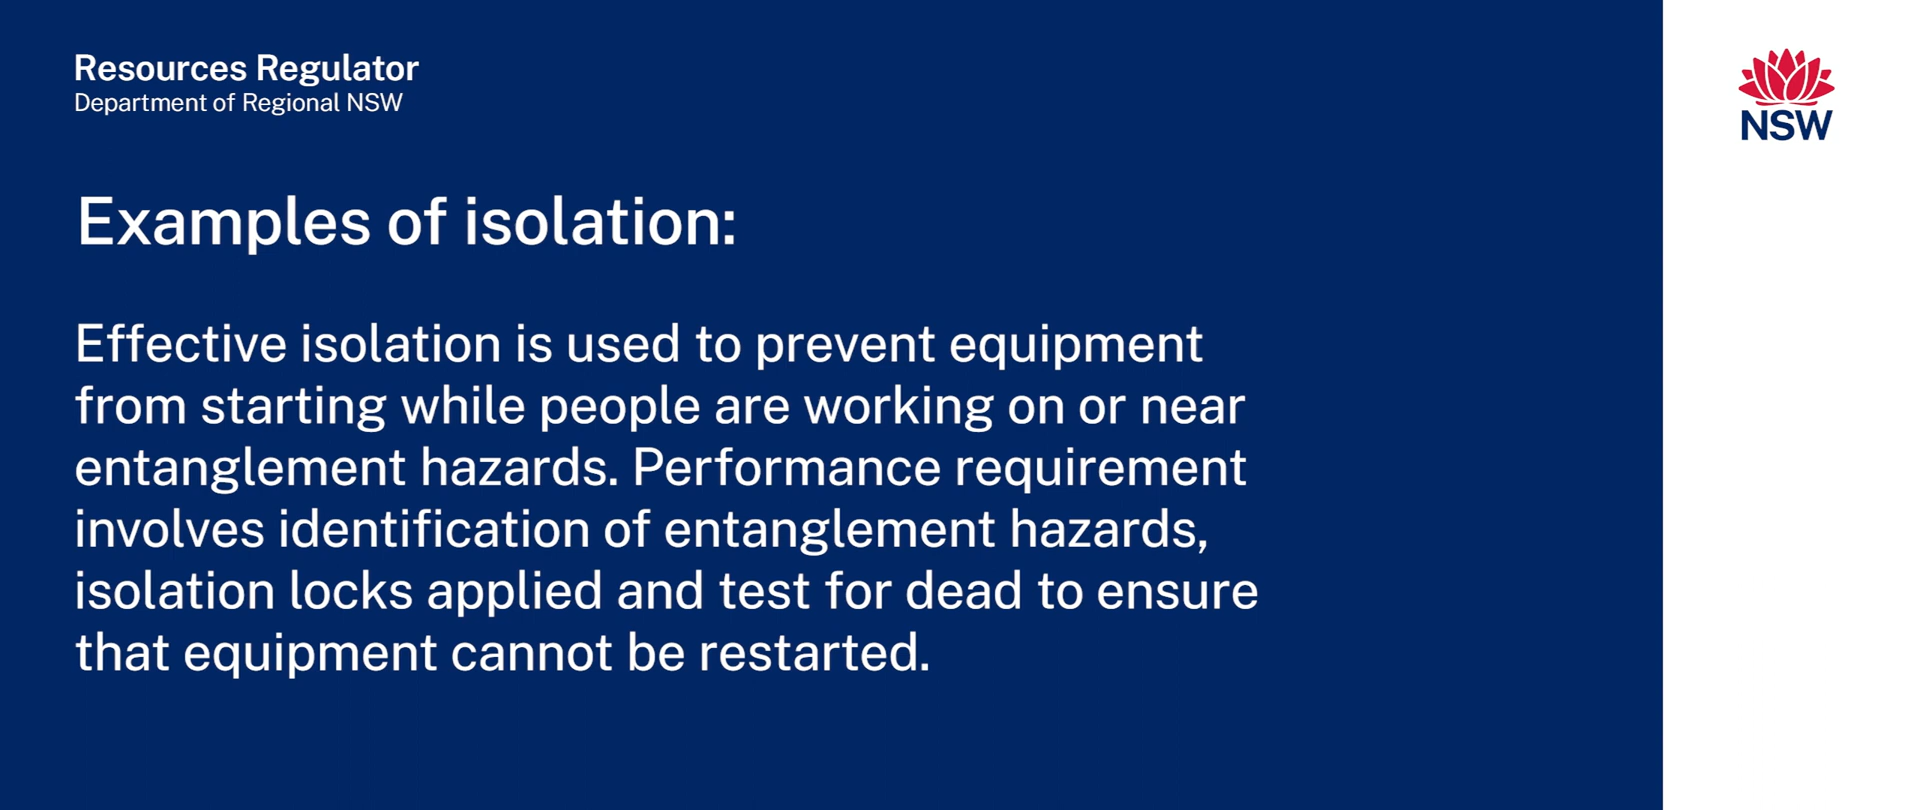 Resources Regulator
Department of Regional NSW
NSW
Examples of isolation:
Effective isolation is used to prevent equipment
from starting while people are working on or near
entanglement hazards. Performance requirement
involves identification of entanglement hazards,
isolation locks applied and test for dead to ensure
that equipment cannot be restarted.